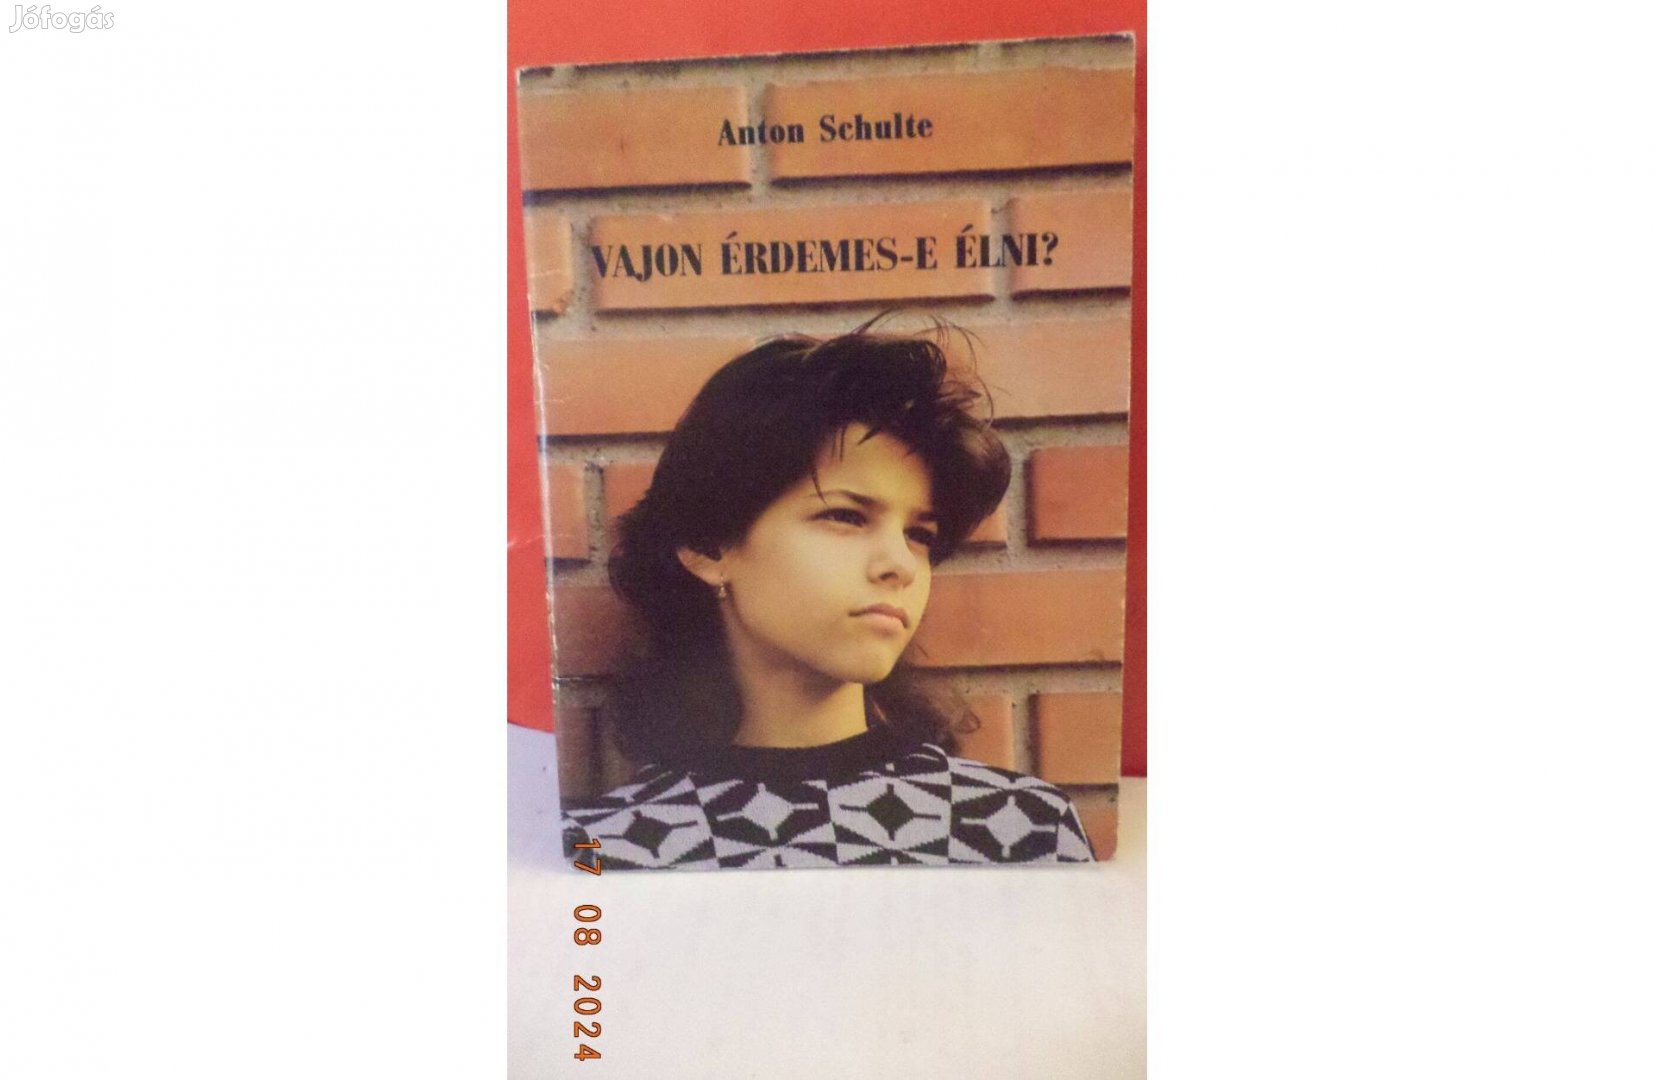 Jófogás
Anton Schulte
VAJON ÉRDEMES-E ÉLNI?
17 08 2024